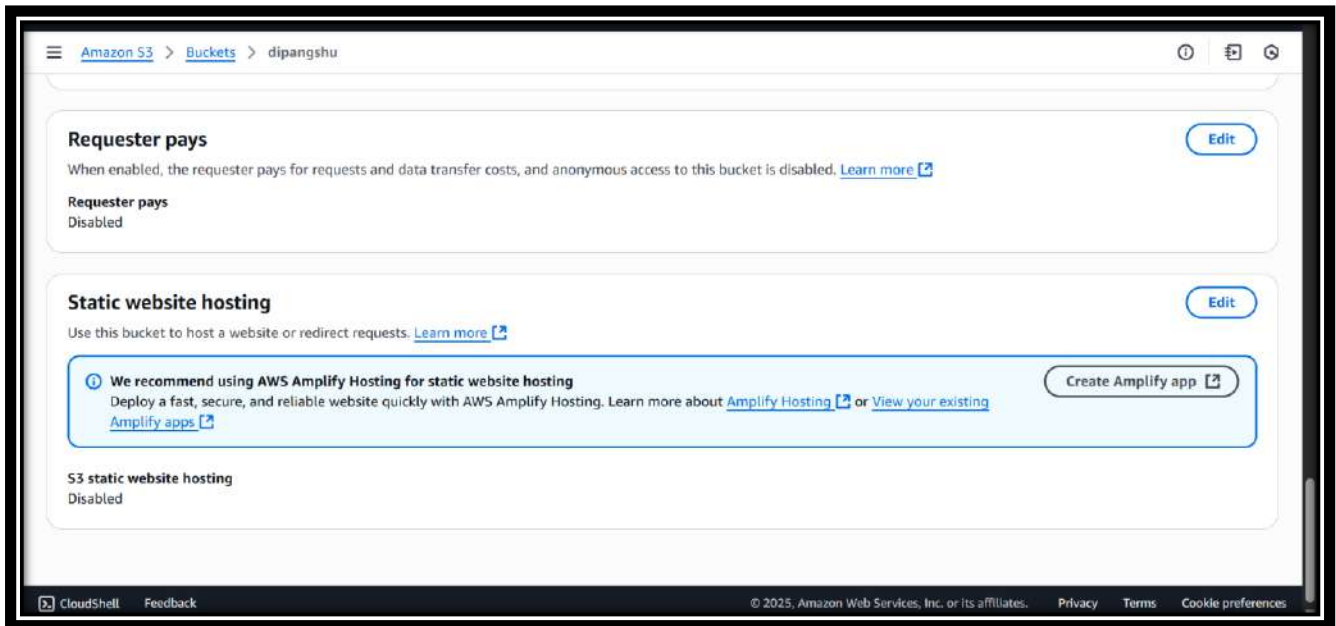 Amazon S3 > Buckets > dipangshu
Requester pays
Edit
When enabled, the requester pays for requests and data transfer costs, and anonymous access to this bucket is disabled. Learn more
Requester pays
Disabled
Static website hosting
Edit
Use this bucket to host a website or redirect requests. Learn more
We recommend using AWS Amplify Hosting for static website hosting
Create Amplify app
Deploy a fast, secure, and reliable website quickly with AWS Amplify Hosting. Learn more about Amplify Hosting or View your existing
Amplify apps
S3 static website hosting
Disabled
CloudShell Feedback © 2025, Amazon Web Services, Inc. or its affiliates. Privacy Terms Cookie preferences